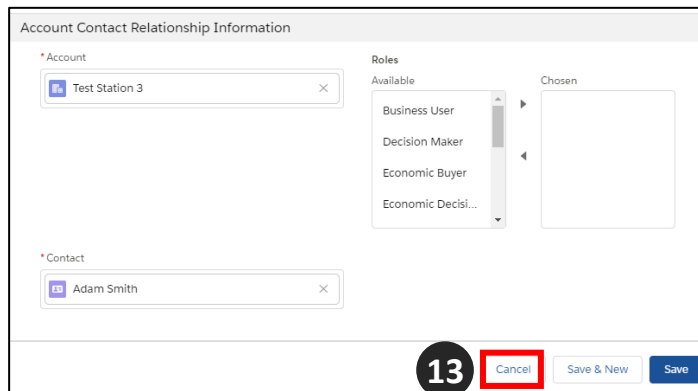 Account Contact Relationship Information
*Account
Test Station 3
Roles
Available
Chosen
Business User
Decision Maker
Economic Buyer
Economic Decisi...
*Contact
Adam Smith
13
Cancel
Save & New
Save